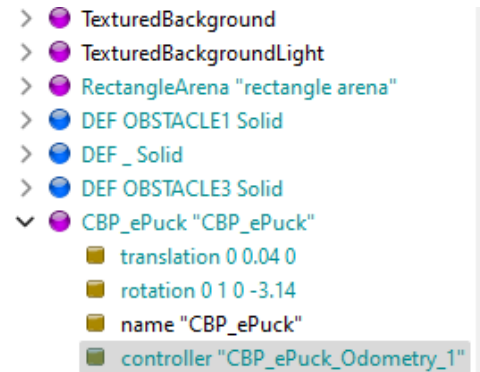 TexturedBackground
TexturedBackgroundLight
RectangleArena "rectangle arena"
DEF OBSTACLE1 Solid
DEF _ Solid
DEF OBSTACLE3 Solid
CBP_ePuck "CBP_ePuck"
translation 0 0.04 0
rotation 0 1 0 -3.14
name "CBP_ePuck"
controller "CBP_ePuck_Odometry_1"